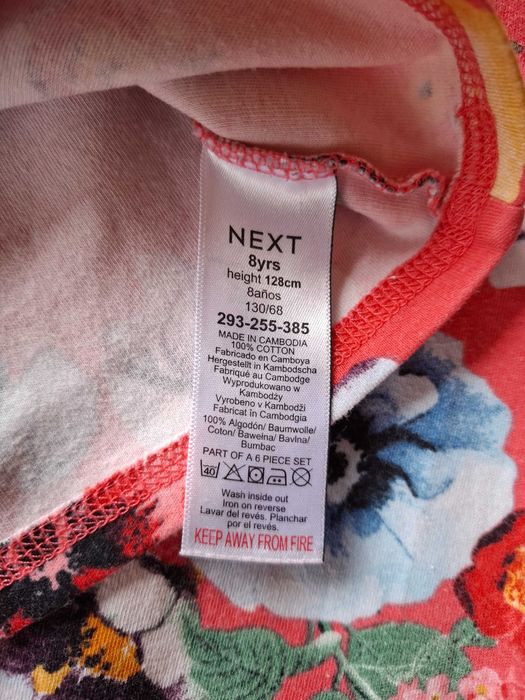 NEXT
8yrs
height 128cm
8años
130/68
293-255-385
MADE IN CAMBODIA
100% COTTON
Fabricado en Camboya
Hergestellt in Kambodscha
Fabriqué au Cambodge
Wyprodukowano w
Kambodży
Vyrobeno v Kambodži
Fabricat în Cambodgia
100% Algodón/ Baumwolle/
Coton/ Bawełna/ Bavlna/
Bumbac
PART OF A 6 PIECE SET
40
Wash inside out
Iron on reverse
Lavar del revés. Planchar
por el revés.
KEEP AWAY FROM FIRE